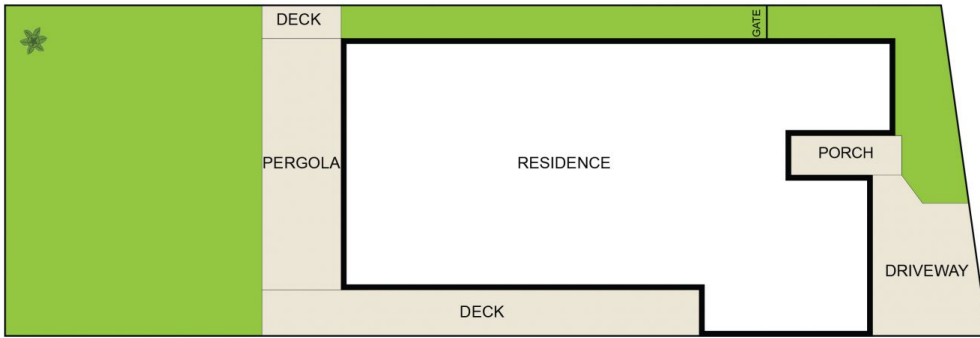 DECK
GATE
PERGOLA
RESIDENCE
PORCH
DRIVEWAY
DECK